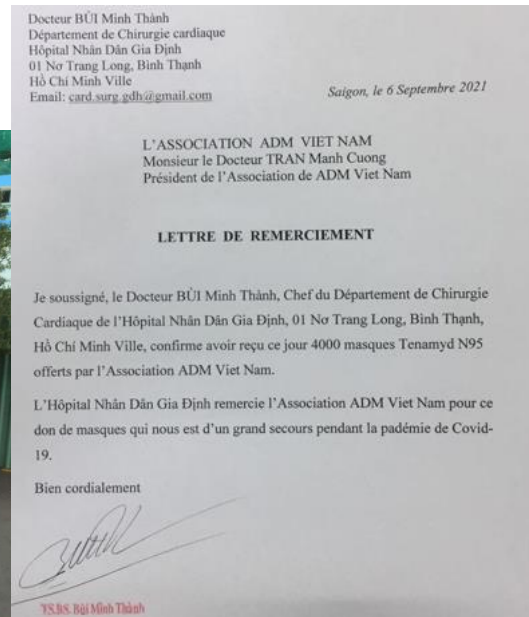 Docteur BÙI Minh Thành
Département de Chirurgie cardiaque
Hôpital Nhân Dân Gia Định
01 Nơ Trang Long, Bình Thạnh
Hồ Chí Minh Ville
Email: card.surg.gdh@gmail.com
Saigon, le 6 Septembre 2021
L'ASSOCIATION ADM VIET NAM
Monsieur le Docteur TRAN Manh Cuong
Président de l'Association de ADM Viet Nam
LETTRE DE REMERCIEMENT
Je soussigné, le Docteur BÙI Minh Thành, Chef du Département de Chirurgie
Cardiaque de l'Hôpital Nhân Dân Gia Định, 01 Nơ Trang Long, Bình Thạnh,
Hồ Chí Minh Ville, confirme avoir reçu ce jour 4000 masques Tenamyd N95
offerts par l'Association ADM Viet Nam.
L'Hôpital Nhân Dân Gia Định remercie l'Association ADM Viet Nam pour ce
don de masques qui nous est d'un grand secours pendant la padémie de Covid-
19.
Bien cordialement
Bùi Minh Thành